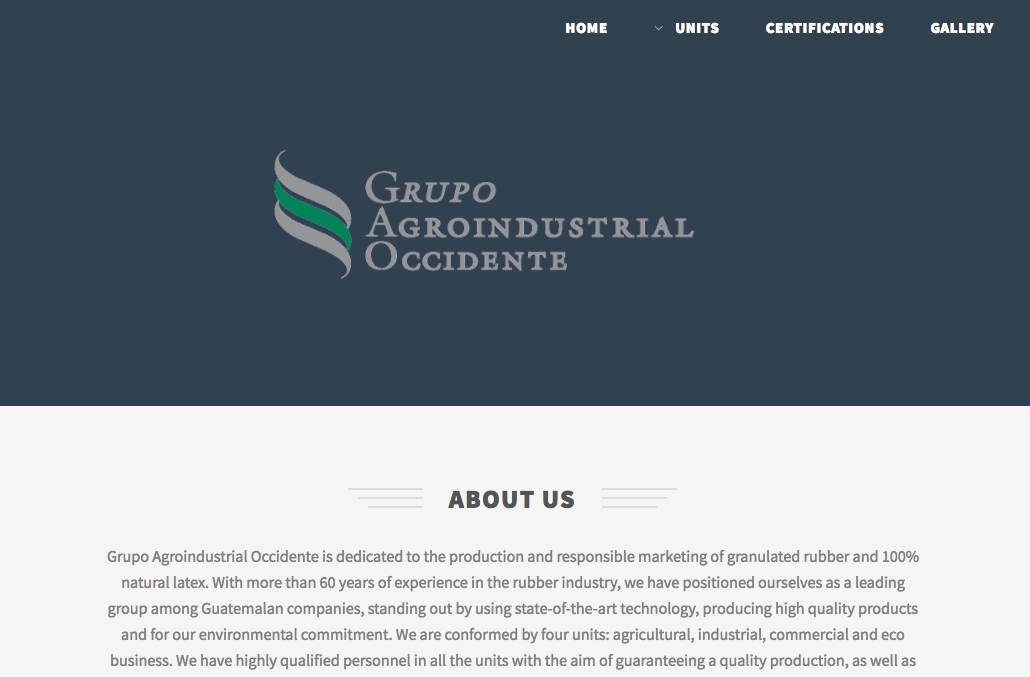 HOME UNITS CERTIFICATIONS GALLERY
GRUPO
AGROINDUSTRIAL
OCCIDENTE
ABOUT US
Grupo Agroindustrial Occidente is dedicated to the production and responsible marketing of granulated rubber and 100%
natural latex. With more than 60 years of experience in the rubber industry, we have positioned ourselves as a leading
group among Guatemalan companies, standing out by using state-of-the-art technology, producing high quality products
and for our environmental commitment. We are conformed by four units: agricultural, industrial, commercial and eco
business. We have highly qualified personnel in all the units with the aim of guaranteeing a quality production, as well as